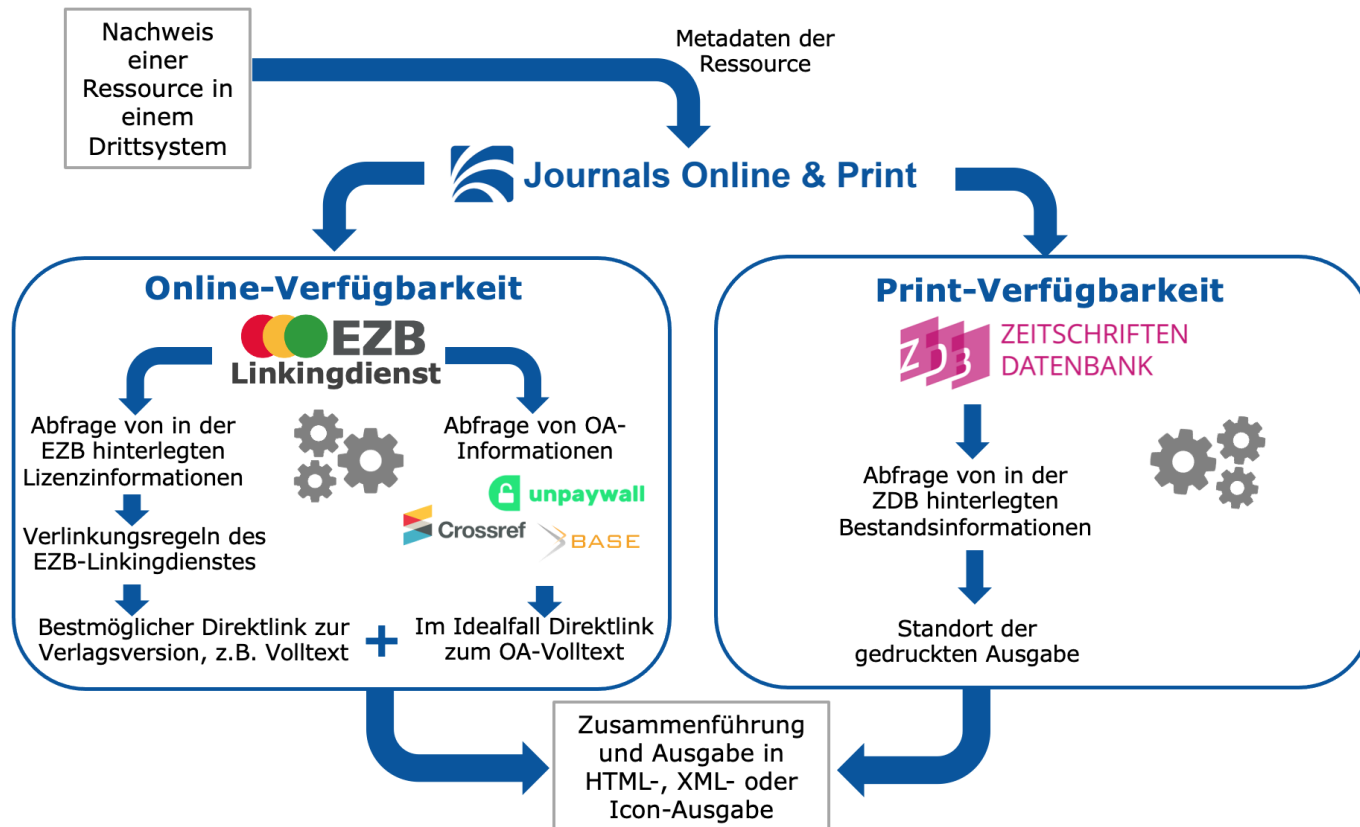 Nachweis
einer
Ressource in
einem
Drittsystem
Metadaten der
Ressource
Journals Online & Print
Online-Verfügbarkeit
EZB
Linkingdienst
Abfrage von in der
EZB hinterlegten
Lizenzinformationen
Verlinkungsregeln des
EZB-Linkingdienstes
Bestmöglicher Direktlink zur
Verlagsversion, z.B. Volltext
+
Abfrage von OA-
Informationen
unpaywall
Crossref
BASE
Im Idealfall Direktlink
zum OA-Volltext
Print-Verfügbarkeit
ZDB
ZEITSCHRIFTEN
DATENBANK
Abfrage von in der
ZDB hinterlegten
Bestandsinformationen
Standort der
gedruckten Ausgabe
Zusammenführung
und Ausgabe in
HTML-, XML- oder
Icon-Ausgabe